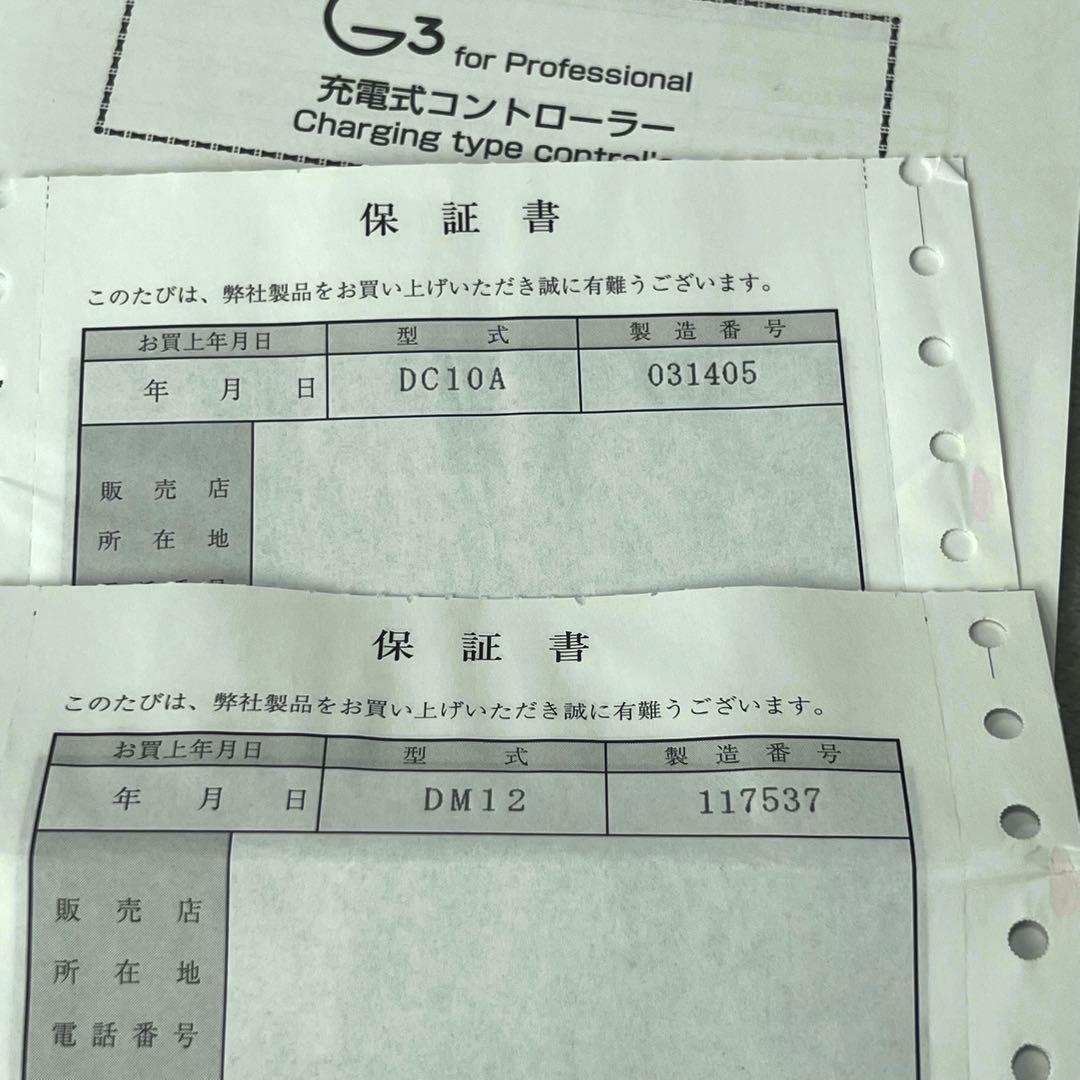 G3 for Professional
充電式コントローラー
Charging type
保証書
このたびは、弊社製品をお買い上げいただき誠に有難うございます。
お買上年月日 型式 製造番号
年 月 日 DC10A 031405
販売店
所在地
保証書
このたびは、弊社製品をお買い上げいただき誠に有難うございます。
お買上年月日 型式 製造番号
年 月 日 DM12 117537
販売店
所在地
電話番号